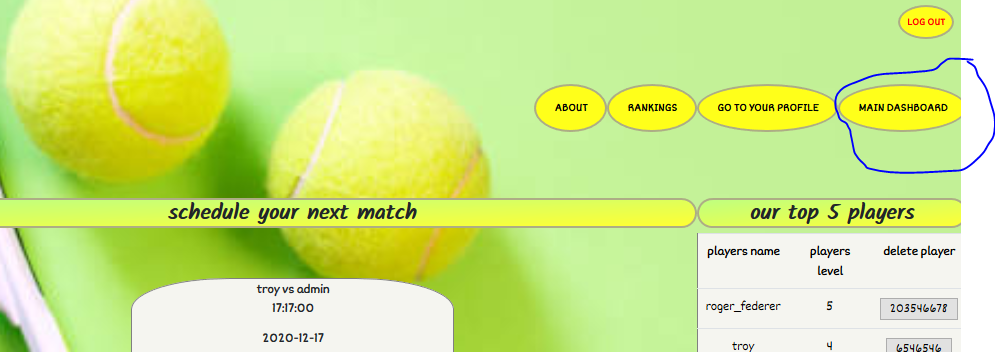 LOG OUT
ABOUT RANKINGS GO TO YOUR PROFILE MAIN DASHBOARD
schedule your next match
our top 5 players
troy vs admin
17:17:00
2020-12-17
players name players level delete player
roger_federer 5 203546678
troy 4 6546546